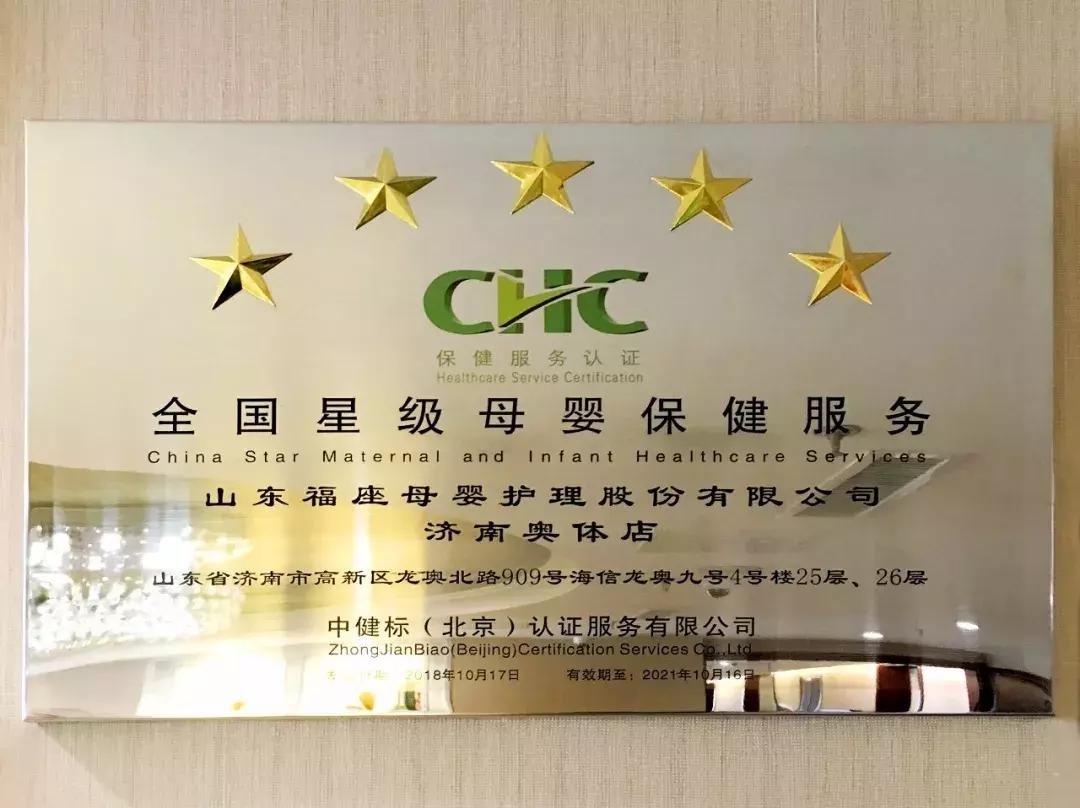 CHC
保健服务认证
Healthcare Service Certification
全国星级母婴保健服务
China Star Maternal and Infant Healthcare Services
山东福座母婴护理股份有限公司
济南奥体店
山东省济南市高新区龙奥北路909号海信龙奥九号4号楼25层、26层
中健标（北京）认证服务有限公司
ZhongJianBiao(Beijing)Certification Services Co.,Ltd
2018年10月17日 有效期至：2021年10月16日